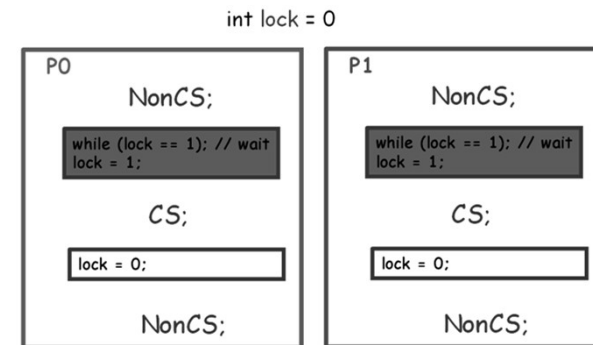 int lock = 0
P0
NonCS;
while (lock == 1); // wait
lock = 1;
CS;
lock = 0;
NonCS;
P1
NonCS;
while (lock == 1); // wait
lock = 1;
CS;
lock = 0;
NonCS;